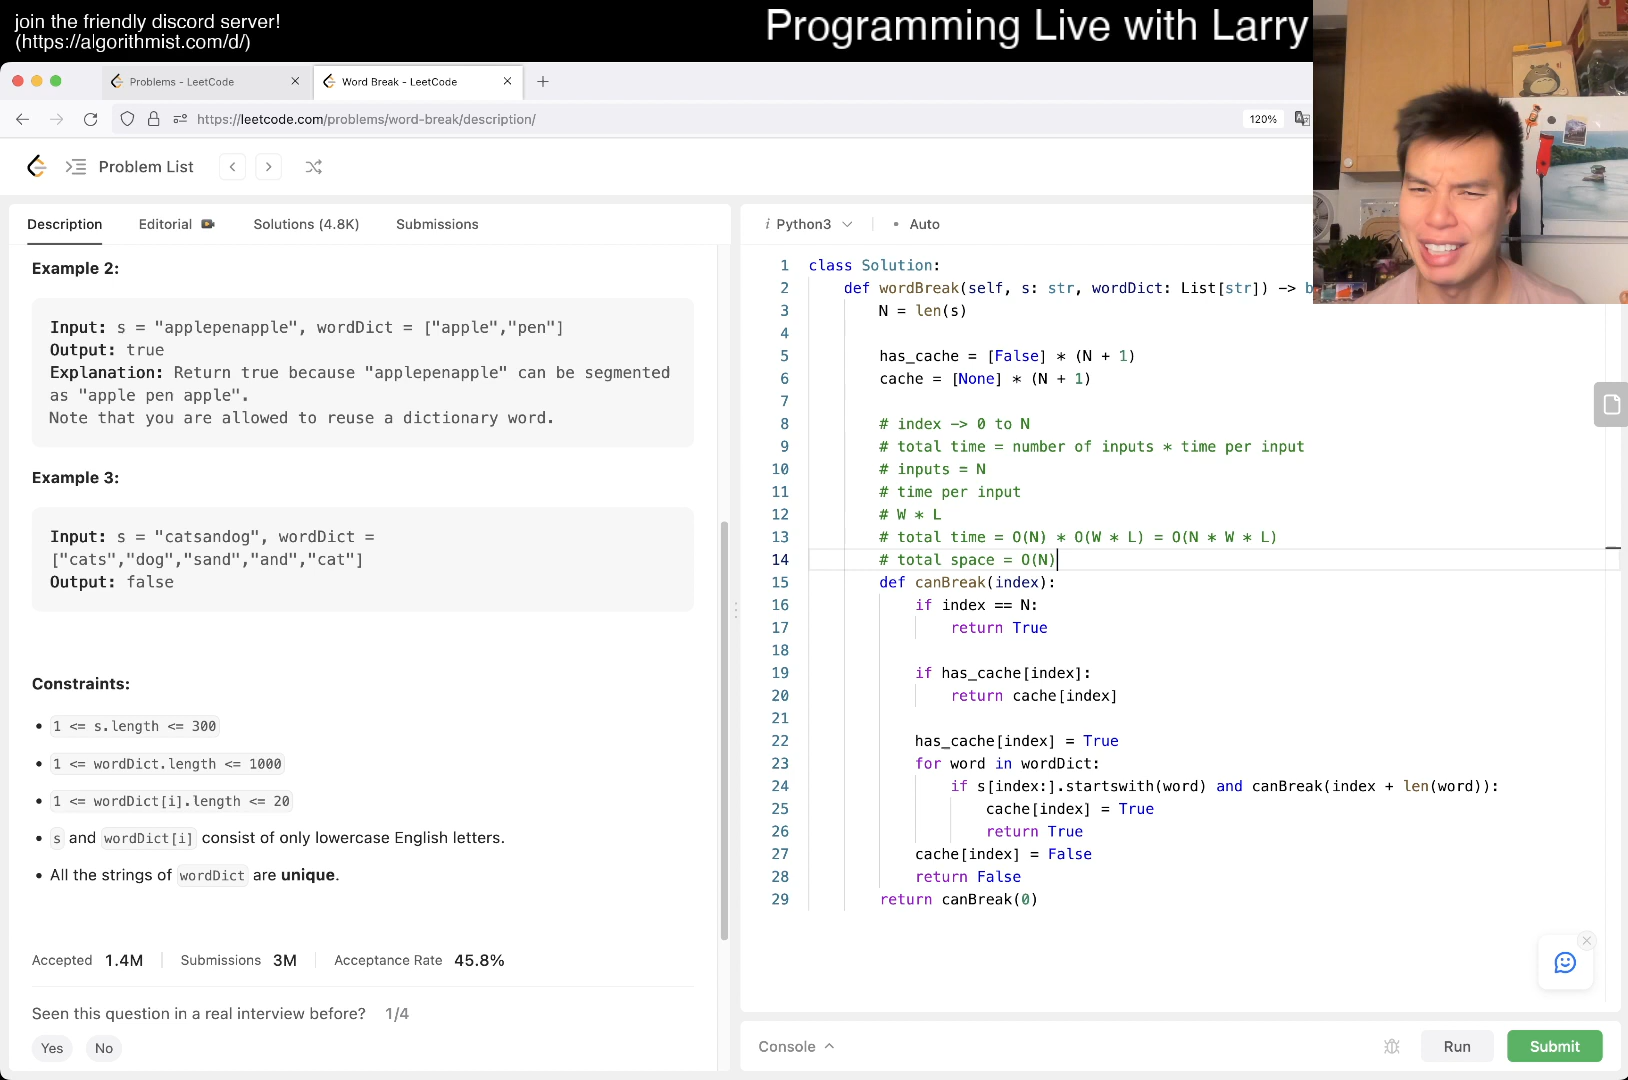 join the friendly discord server!
(https://algorithmist.com/d/)
Programming Live with Larry
Problems - LeetCode
Word Break - LeetCode
https://leetcode.com/problems/word-break/description/
120%
Problem List
Description
Editorial
Solutions (4.8K)
Submissions
Example 2:
Input: s = "applepenapple", wordDict = ["apple","pen"]
Output: true
Explanation: Return true because "applepenapple" can be segmented
as "apple pen apple".
Note that you are allowed to reuse a dictionary word.
Example 3:
Input: s = "catsandog", wordDict =
["cats","dog","sand","and","cat"]
Output: false
Constraints:
• 1 <= s.length <= 300
• 1 <= wordDict.length <= 1000
• 1 <= wordDict[i].length <= 20
• s and wordDict[i] consist of only lowercase English letters.
• All the strings of wordDict are unique.
Accepted 1.4M Submissions 3M Acceptance Rate 45.8%
Seen this question in a real interview before? 1/4
Yes No
i Python3 • Auto
1 class Solution:
2 def wordBreak(self, s: str, wordDict: List[str]) -> b
3 N = len(s)
4
5 has_cache = [False] * (N + 1)
6 cache = [None] * (N + 1)
7
8 # index -> 0 to N
9 # total time = number of inputs * time per input
10 # inputs = N
11 # time per input
12 # W * L
13 # total time = O(N) * O(W * L) = O(N * W * L)
14 # total space = O(N)
15 def canBreak(index):
16 if index == N:
17 return True
18
19 if has_cache[index]:
20 return cache[index]
21
22 has_cache[index] = True
23 for word in wordDict:
24 if s[index:].startswith(word) and canBreak(index + len(word)):
25 cache[index] = True
26 return True
27 cache[index] = False
28 return False
29 return canBreak(0)
Console
Run
Submit